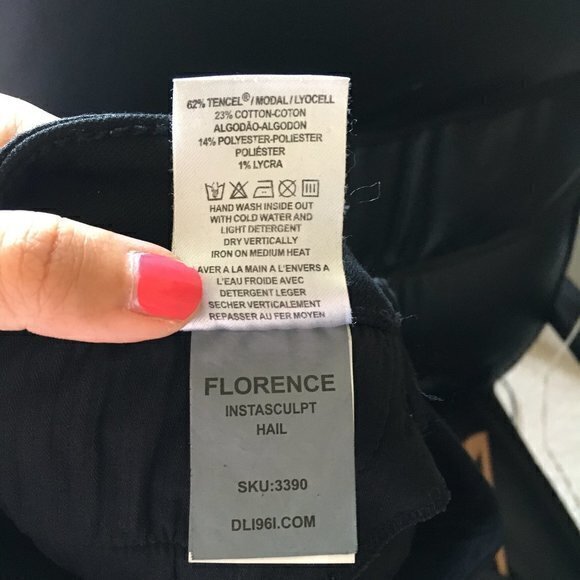 62% TENCEL®/MODAL/LYOCELL
23% COTTON-COTON
ALGODÃO-ALGODON
14% POLYESTER-POLIESTER
POLIÉSTER
1% LYCRA
HAND WASH INSIDE OUT
WITH COLD WATER AND
LIGHT DETERGENT
DRY VERTICALLY
IRON ON MEDIUM HEAT
AVER A LA MAIN A L'ENVERS A
L'EAU FROIDE AVEC
DETERGENT LEGER
SECHER VERTICALEMENT
REPASSER AU FER MOYEN
FLORENCE
INSTASCULPT
HAIL
SKU:3390
DL1961.COM